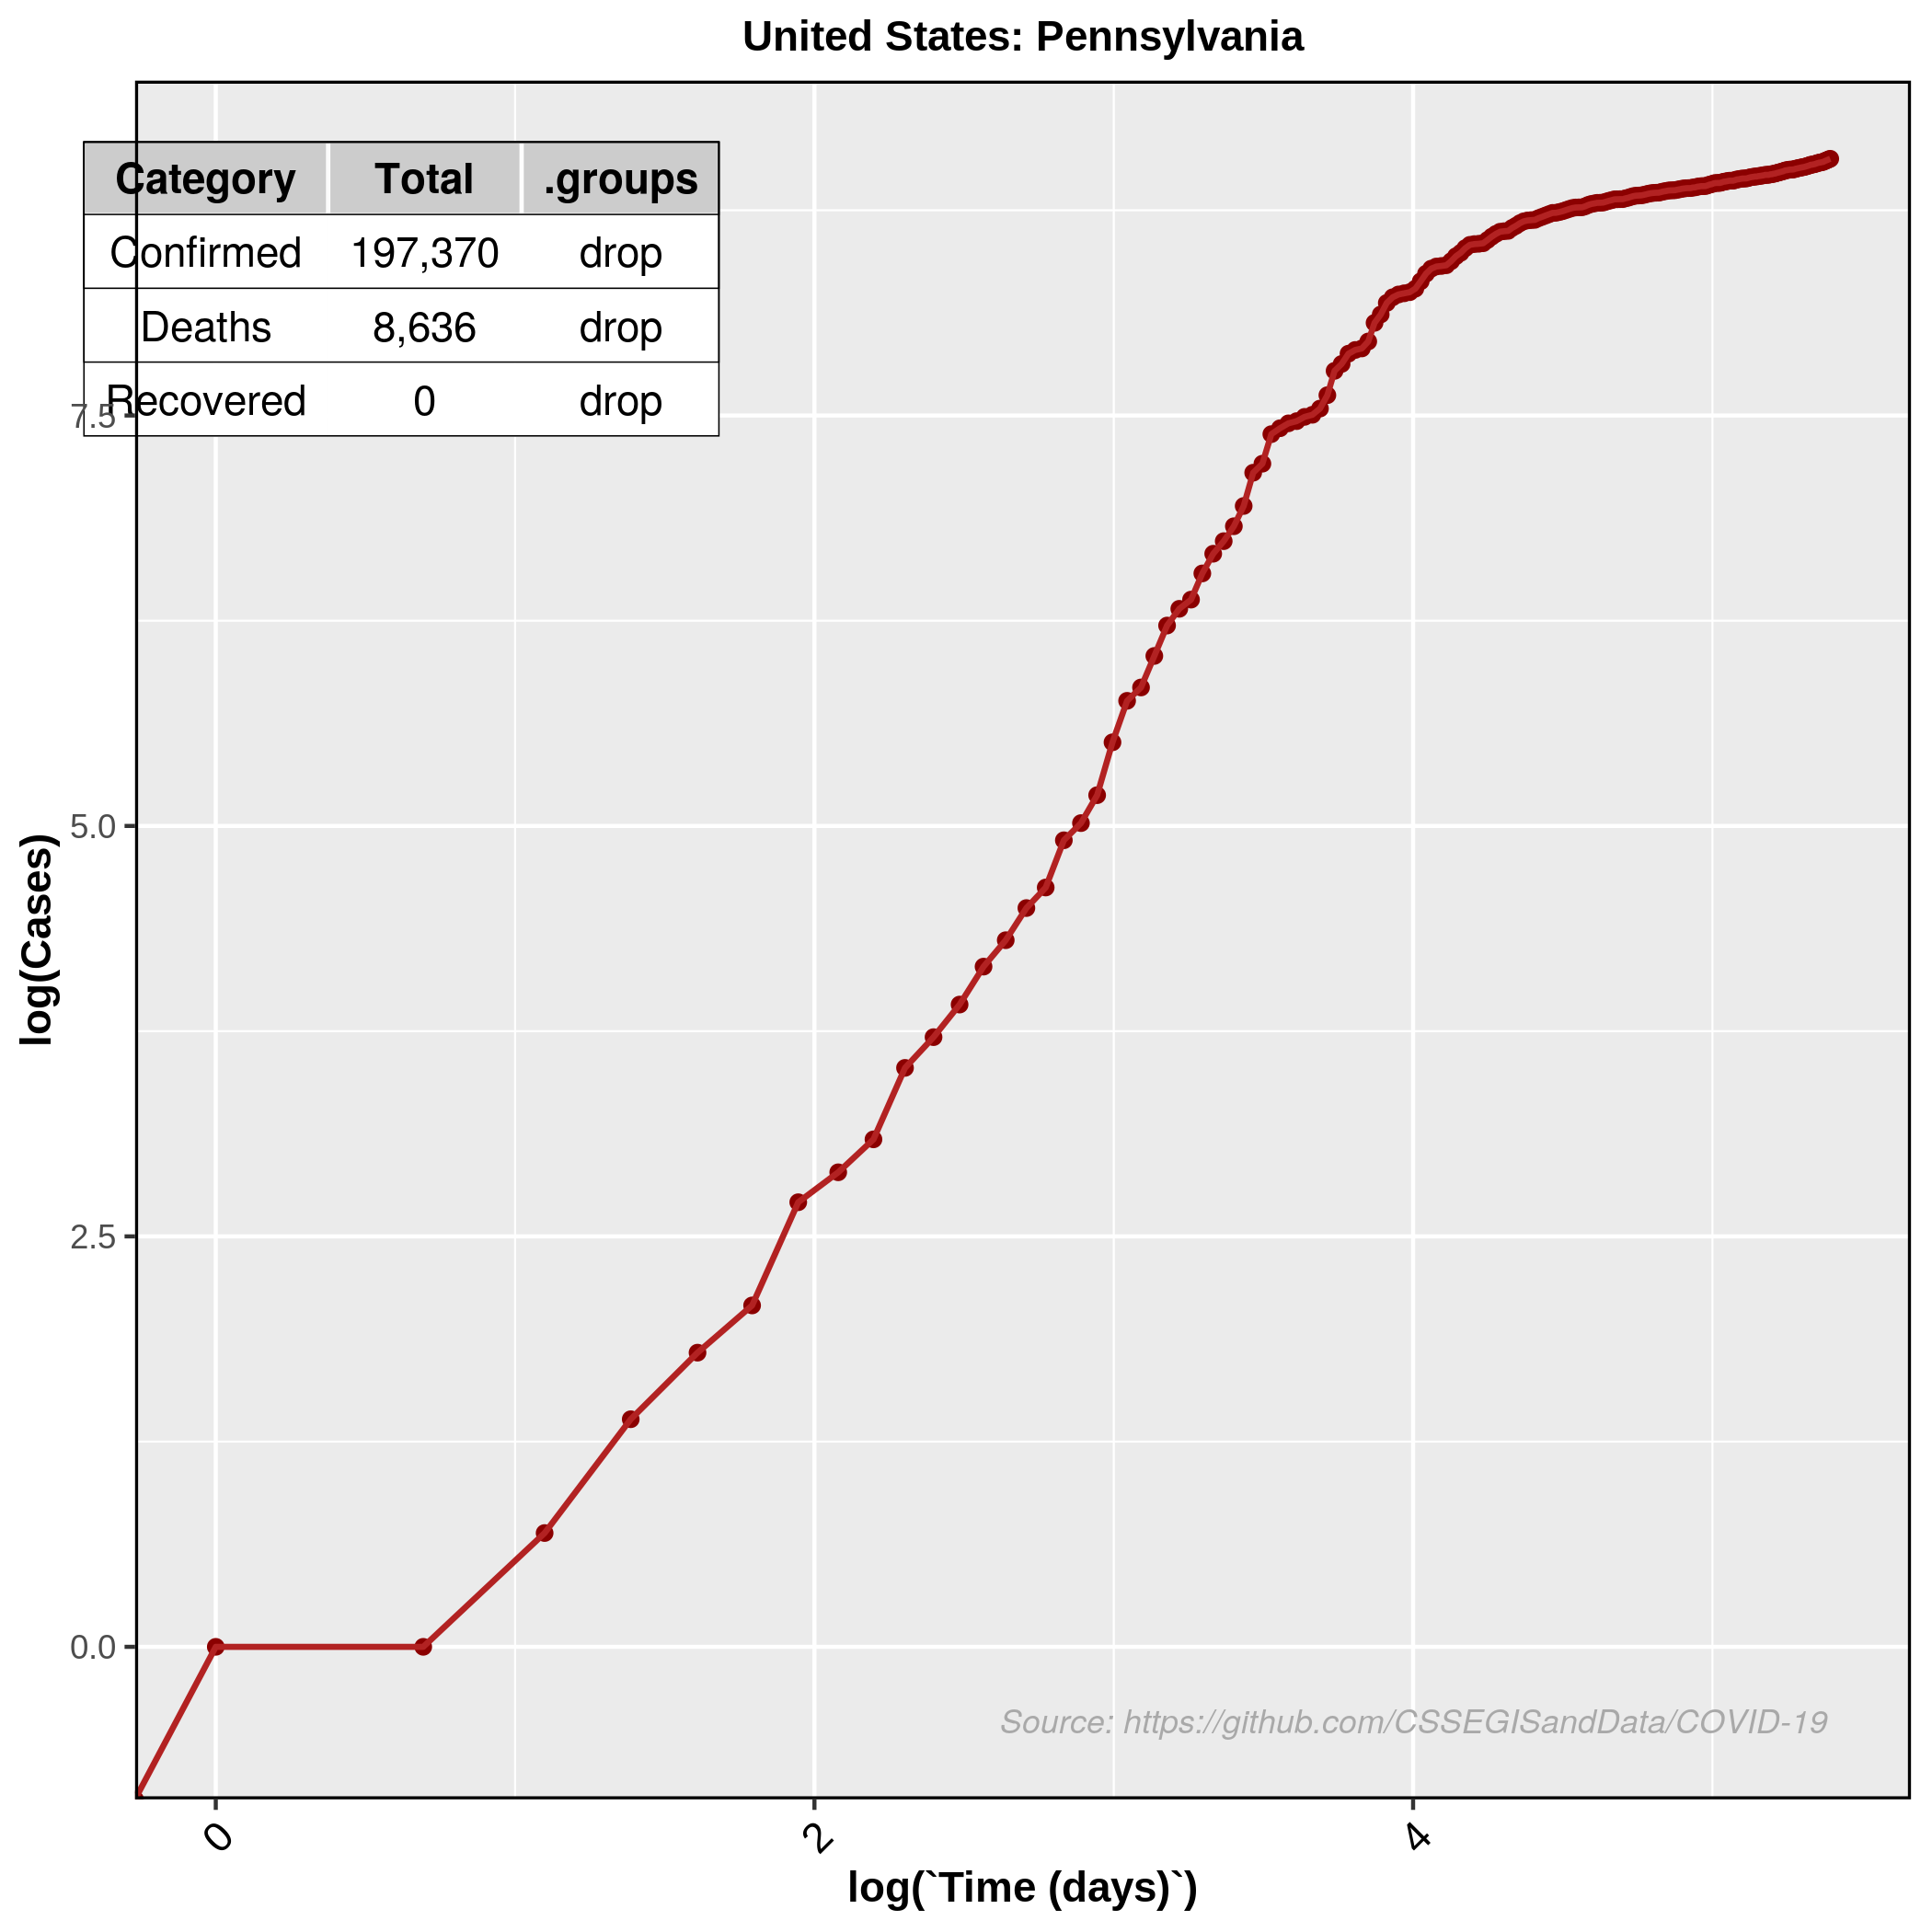 United States: Pennsylvania
Category Total .groups
Confirmed 197,370 drop
Deaths 8,636 drop
Recovered 0 drop
7.5
5.0
2.5
0.0
log(Cases)
Source: https://github.com/CSSEGISandData/COVID-19
0 2 4
log(`Time (days)`)